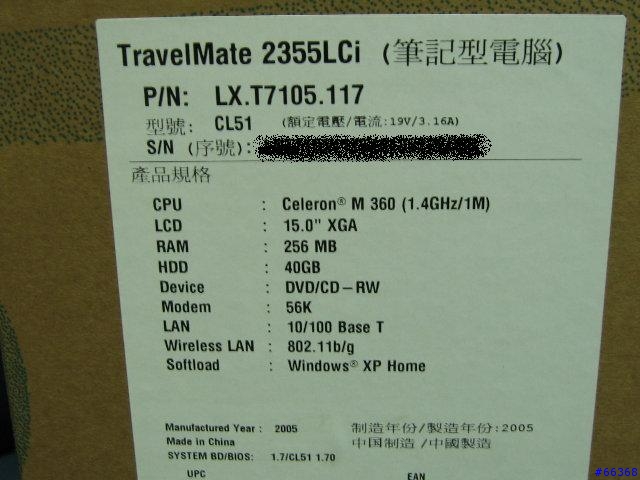 TravelMate 2355LCi (筆記型電腦)
P/N: LX.T7105.117
型號: CL51 (額定電壓/電流:19V/3.16A)
S/N (序號):
產品規格
CPU : Celeron® M 360 (1.4GHz/1M)
LCD : 15.0" XGA
RAM : 256 MB
HDD : 40GB
Device : DVD/CD-RW
Modem : 56K
LAN : 10/100 Base T
Wireless LAN : 802.11b/g
Softload : Windows® XP Home
Manufactured Year : 2005 制造年份/製造年份:2005
Made in China 中国制造 /中國製造
SYSTEM BD/BIOS: 1.7/CL51 1.70
UPC EAN
#66368